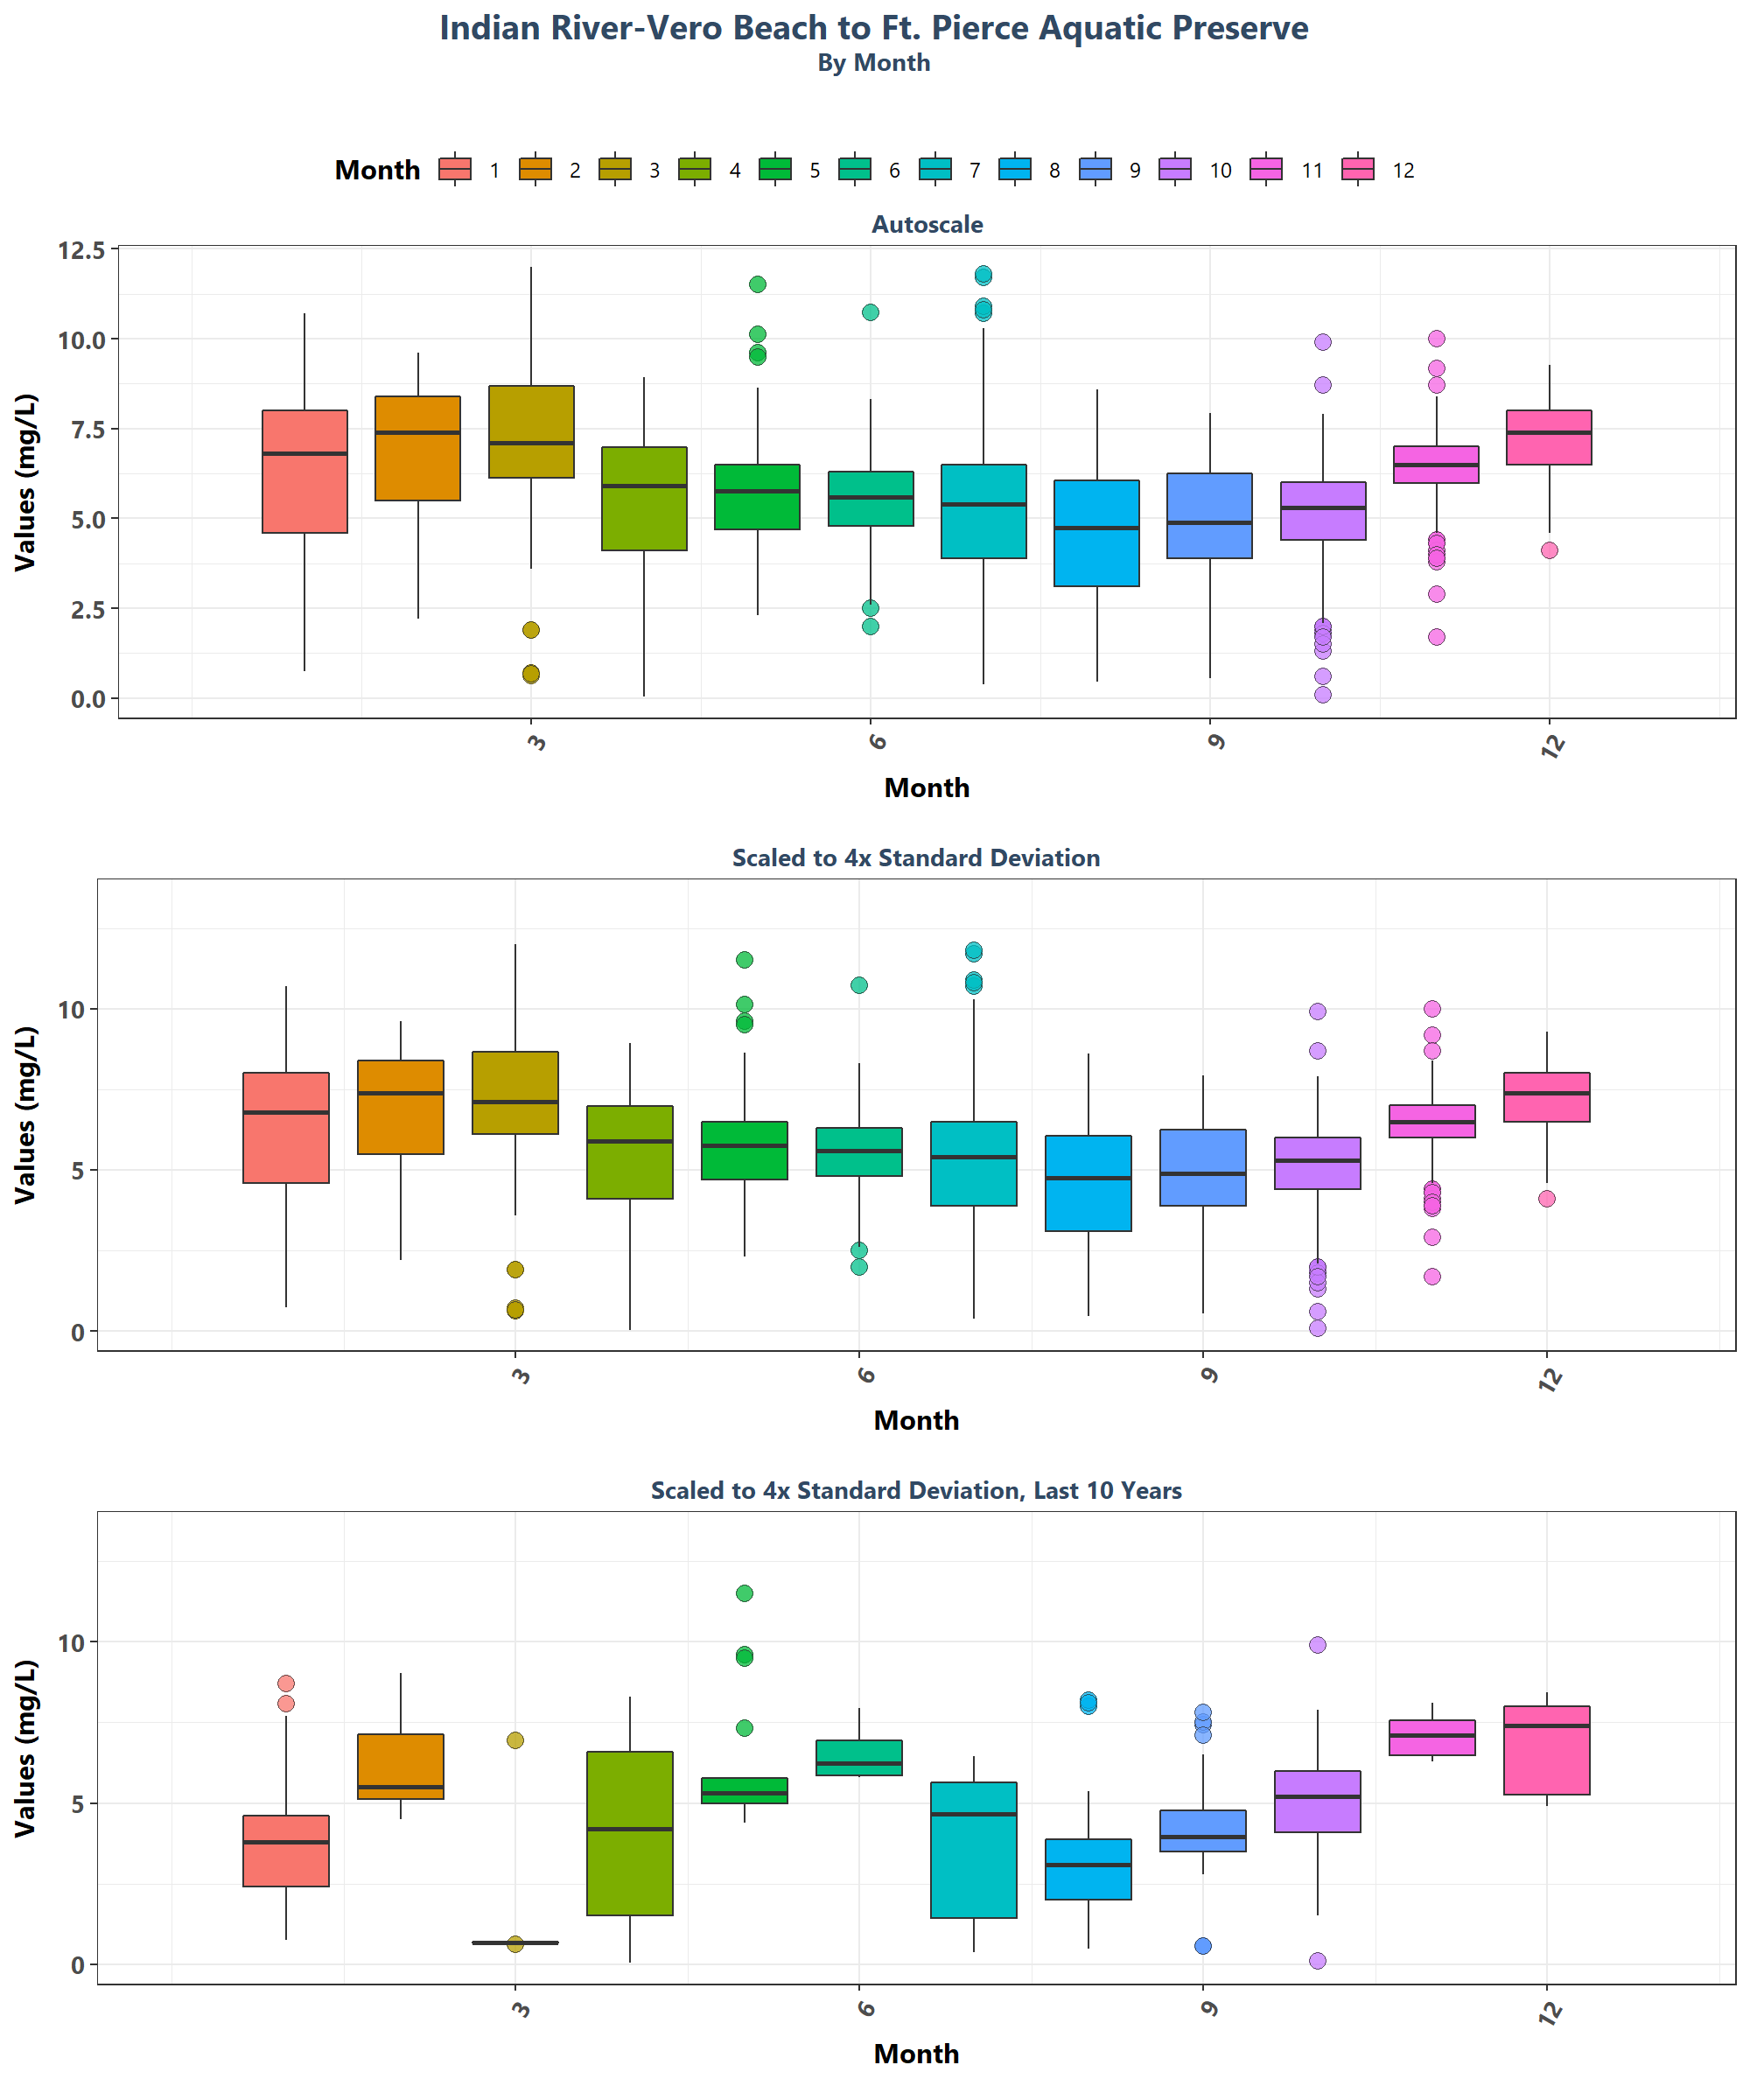 Indian River-Vero Beach to Ft. Pierce Aquatic Preserve
By Month
Month 1 2 3 4 5 6 7 8 9 10 11 12
Autoscale
Values (mg/L)
12.5
10.0
7.5
5.0
2.5
0.0
3 6 9 12
Month
Scaled to 4x Standard Deviation
Values (mg/L)
10
5
0
3 6 9 12
Month
Scaled to 4x Standard Deviation, Last 10 Years
Values (mg/L)
10
5
0
3 6 9 12
Month